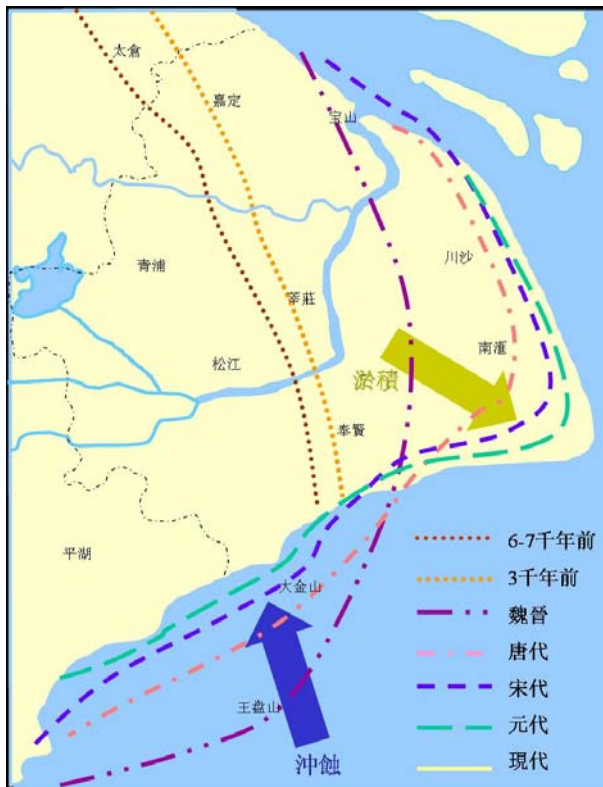 太倉
嘉定
宝山
青浦
莘莊
川沙
松江
南滙
淤積
奉賢
平湖
大金山
王盘山
沖蝕
6-7千年前
3千年前
魏晉
唐代
宋代
元代
現代